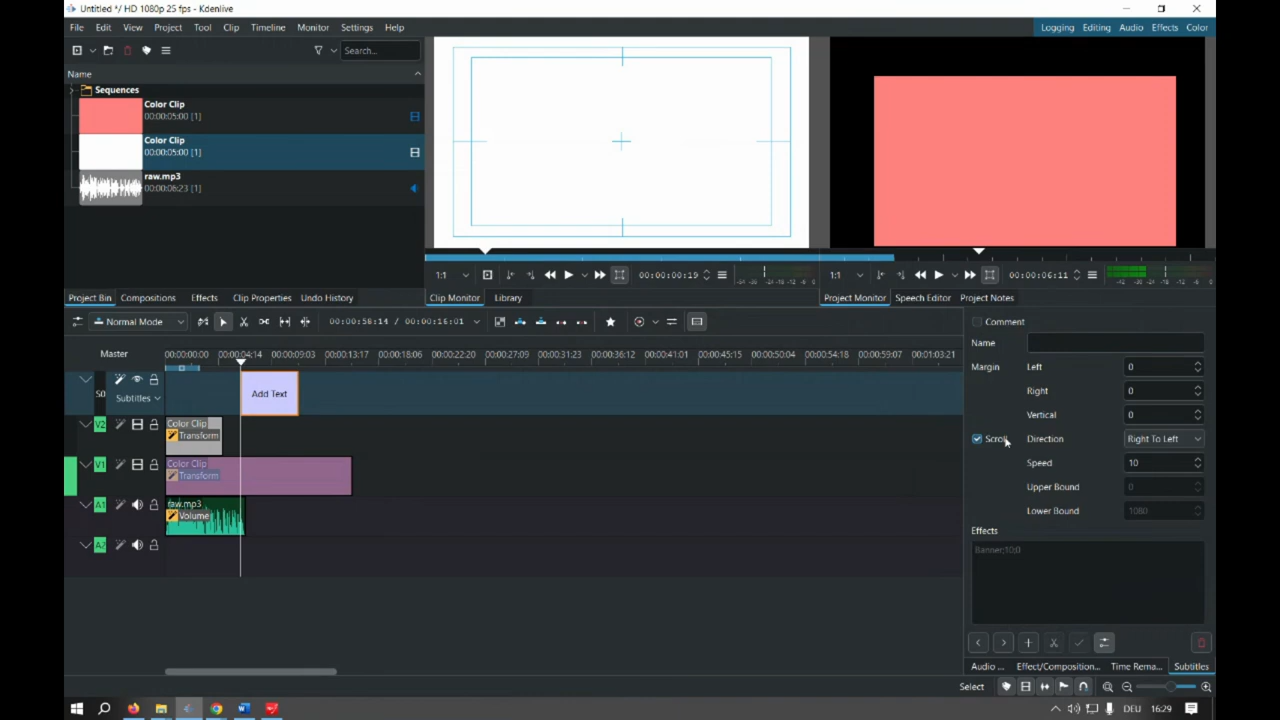 Untitled */ HD 1080p 25 fps - Kdenlive
File Edit View Project Tool Clip Timeline Monitor Settings Help
Logging Editing Audio Effects Color
Search...
Name
Sequences
Color Clip
00:00:05:00 [1]
Color Clip
00:00:05:00 [1]
raw.mp3
00:00:06:23 [1]
1:1 00:00:00:19
1:1 00:00:06:11
Project Bin Compositions Effects Clip Properties Undo History
Clip Monitor Library
Project Monitor Speech Editor Project Notes
Normal Mode 00:00:58:14 / 00:00:16:01
Master 00:00:00:00 00:00:04:14 00:00:09:03 00:00:13:17 00:00:18:06 00:00:22:20 00:00:27:09 00:00:31:23 00:00:36:12 00:00:41:01 00:00:45:15 00:00:50:04 00:00:54:18 00:00:59:07 00:01:03:21
S0 Subtitles Add Text
V2 Color Clip
Transform
V1 Color Clip
Transform
A1 raw.mp3
Volume
A2
Comment
Name
Margin Left 0
Right 0
Vertical 0
Scroll Direction Right To Left
Speed 10
Upper Bound 0
Lower Bound 1080
Effects
Banner;10;0
Audio ... Effect/Composition... Time Rema... Subtitles
Select
DEU 16:29